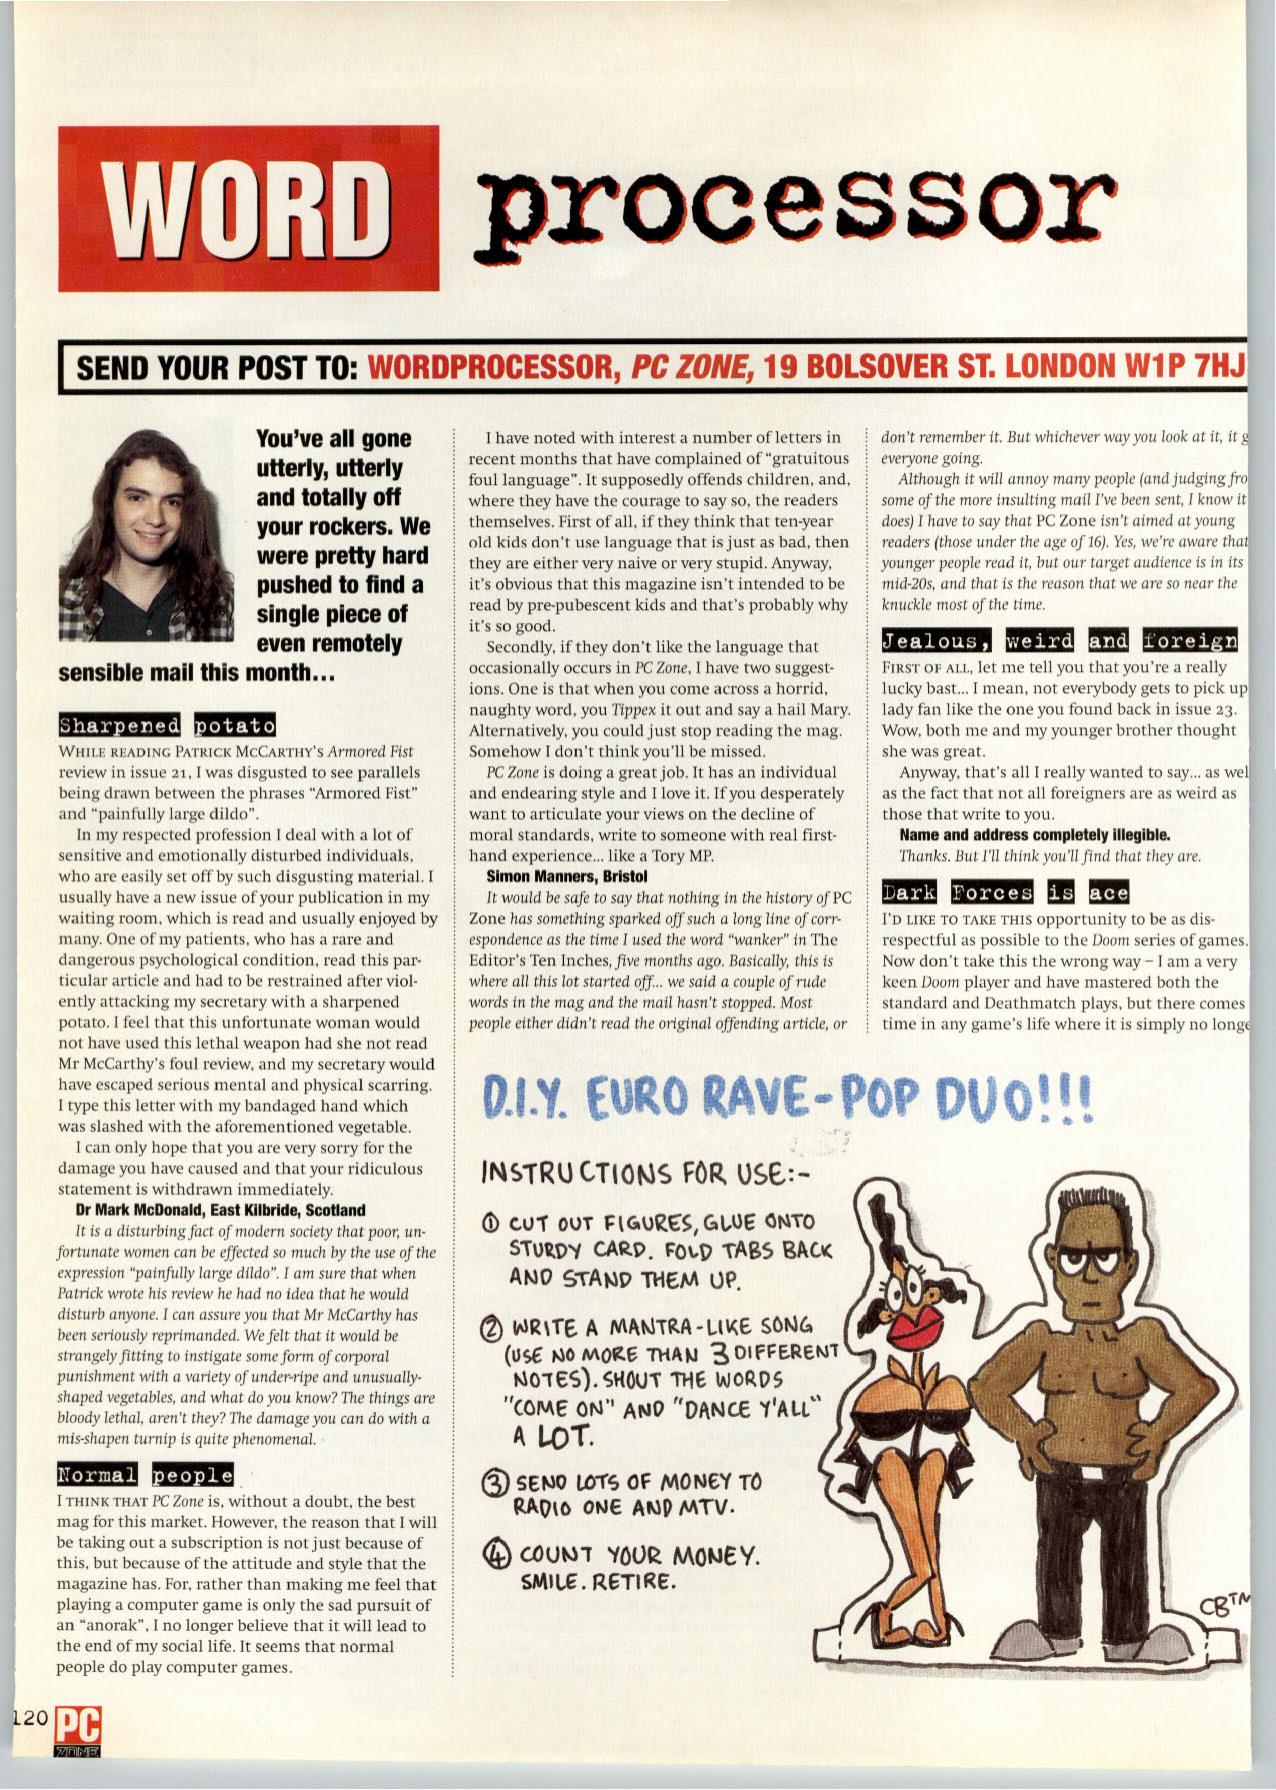 WORD processor
SEND YOUR POST TO: WORDPROCESSOR, PC ZONE, 19 BOLSOVER ST. LONDON W1P 7HJ
You've all gone
utterly, utterly
and totally off
your rockers. We
were pretty hard
pushed to find a
single piece of
even remotely
sensible mail this month...
Sharpened potato
WHILE READING PATRICK MCCARTHY'S Armored Fist
review in issue 21, I was disgusted to see parallels
being drawn between the phrases "Armored Fist"
and "painfully large dildo".
In my respected profession I deal with a lot of
sensitive and emotionally disturbed individuals,
who are easily set off by such disgusting material. I
usually have a new issue of your publication in my
waiting room, which is read and usually enjoyed by
many. One of my patients, who has a rare and
dangerous psychological condition, read this par-
ticular article and had to be restrained after viol-
ently attacking my secretary with a sharpened
potato. I feel that this unfortunate woman would
not have used this lethal weapon had she not read
Mr McCarthy's foul review, and my secretary would
have escaped serious mental and physical scarring.
I type this letter with my bandaged hand which
was slashed with the aforementioned vegetable.
I can only hope that you are very sorry for the
damage you have caused and that your ridiculous
statement is withdrawn immediately.
Dr Mark McDonald, East Kilbride, Scotland
It is a disturbing fact of modern society that poor, un-
fortunate women can be effected so much by the use of the
expression "painfully large dildo". I am sure that when
Patrick wrote his review he had no idea that he would
disturb anyone. I can assure you that Mr McCarthy has
been seriously reprimanded. We felt that it would be
strangely fitting to instigate some form of corporal
punishment with a variety of under-ripe and unusually-
shaped vegetables, and what do you know? The things are
bloody lethal, aren't they? The damage you can do with a
mis-shapen turnip is quite phenomenal.
Normal people
I THINK THAT PC Zone is, without a doubt, the best
mag for this market. However, the reason that I will
be taking out a subscription is not just because of
this, but because of the attitude and style that the
magazine has. For, rather than making me feel that
playing a computer game is only the sad pursuit of
an "anorak", I no longer believe that it will lead to
the end of my social life. It seems that normal
people do play computer games.
I have noted with interest a number of letters in
recent months that have complained of "gratuitous
foul language". It supposedly offends children, and,
where they have the courage to say so, the readers
themselves. First of all, if they think that ten-year
old kids don't use language that is just as bad, then
they are either very naive or very stupid. Anyway,
it's obvious that this magazine isn't intended to be
read by pre-pubescent kids and that's probably why
it's so good.
Secondly, if they don't like the language that
occasionally occurs in PC Zone, I have two suggest-
ions. One is that when you come across a horrid,
naughty word, you Tippex it out and say a hail Mary.
Alternatively, you could just stop reading the mag.
Somehow I don't think you'll be missed.
PC Zone is doing a great job. It has an individual
and endearing style and I love it. If you desperately
want to articulate your views on the decline of
moral standards, write to someone with real first-
hand experience... like a Tory MP.
Simon Manners, Bristol
It would be safe to say that nothing in the history of PC
Zone has something sparked off such a long line of corr-
espondence as the time I used the word "wanker" in The
Editor's Ten Inches, five months ago. Basically, this is
where all this lot started off... we said a couple of rude
words in the mag and the mail hasn't stopped. Most
people either didn't read the original offending article, or
don't remember it. But whichever way you look at it, it g
everyone going.
Although it will annoy many people (and judging fro
some of the more insulting mail I've been sent, I know it
does) I have to say that PC Zone isn't aimed at young
readers (those under the age of 16). Yes, we're aware that
younger people read it, but our target audience is in its
mid-20s, and that is the reason that we are so near the
knuckle most of the time.
Jealous, weird and foreign
FIRST OF ALL, let me tell you that you're a really
lucky bast... I mean, not everybody gets to pick up
lady fan like the one you found back in issue 23.
Wow, both me and my younger brother thought
she was great.
Anyway, that's all I really wanted to say... as wel
as the fact that not all foreigners are as weird as
those that write to you.
Name and address completely illegible.
Thanks. But I'll think you'll find that they are.
Dark Forces is ace
I'D LIKE TO TAKE THIS opportunity to be as dis-
respectful as possible to the Doom series of games.
Now don't take this the wrong way – I am a very
keen Doom player and have mastered both the
standard and Deathmatch plays, but there comes
time in any game's life where it is simply no longe
D.I.Y. EURO RAVE-POP DUO!!!
INSTRUCTIONS FOR USE:-
① CUT OUT FIGURES, GLUE ONTO
STURDY CARD. FOLD TABS BACK
AND STAND THEM UP.
② WRITE A MANTRA-LIKE SONG
(USE NO MORE THAN 3 DIFFERENT
NOTES). SHOUT THE WORDS
"COME ON" AND "DANCE Y'ALL"
A LOT.
③ SEND LOTS OF MONEY TO
RADIO ONE AND MTV.
④ COUNT YOUR MONEY.
SMILE. RETIRE.
CB™
120 PC
ZONE